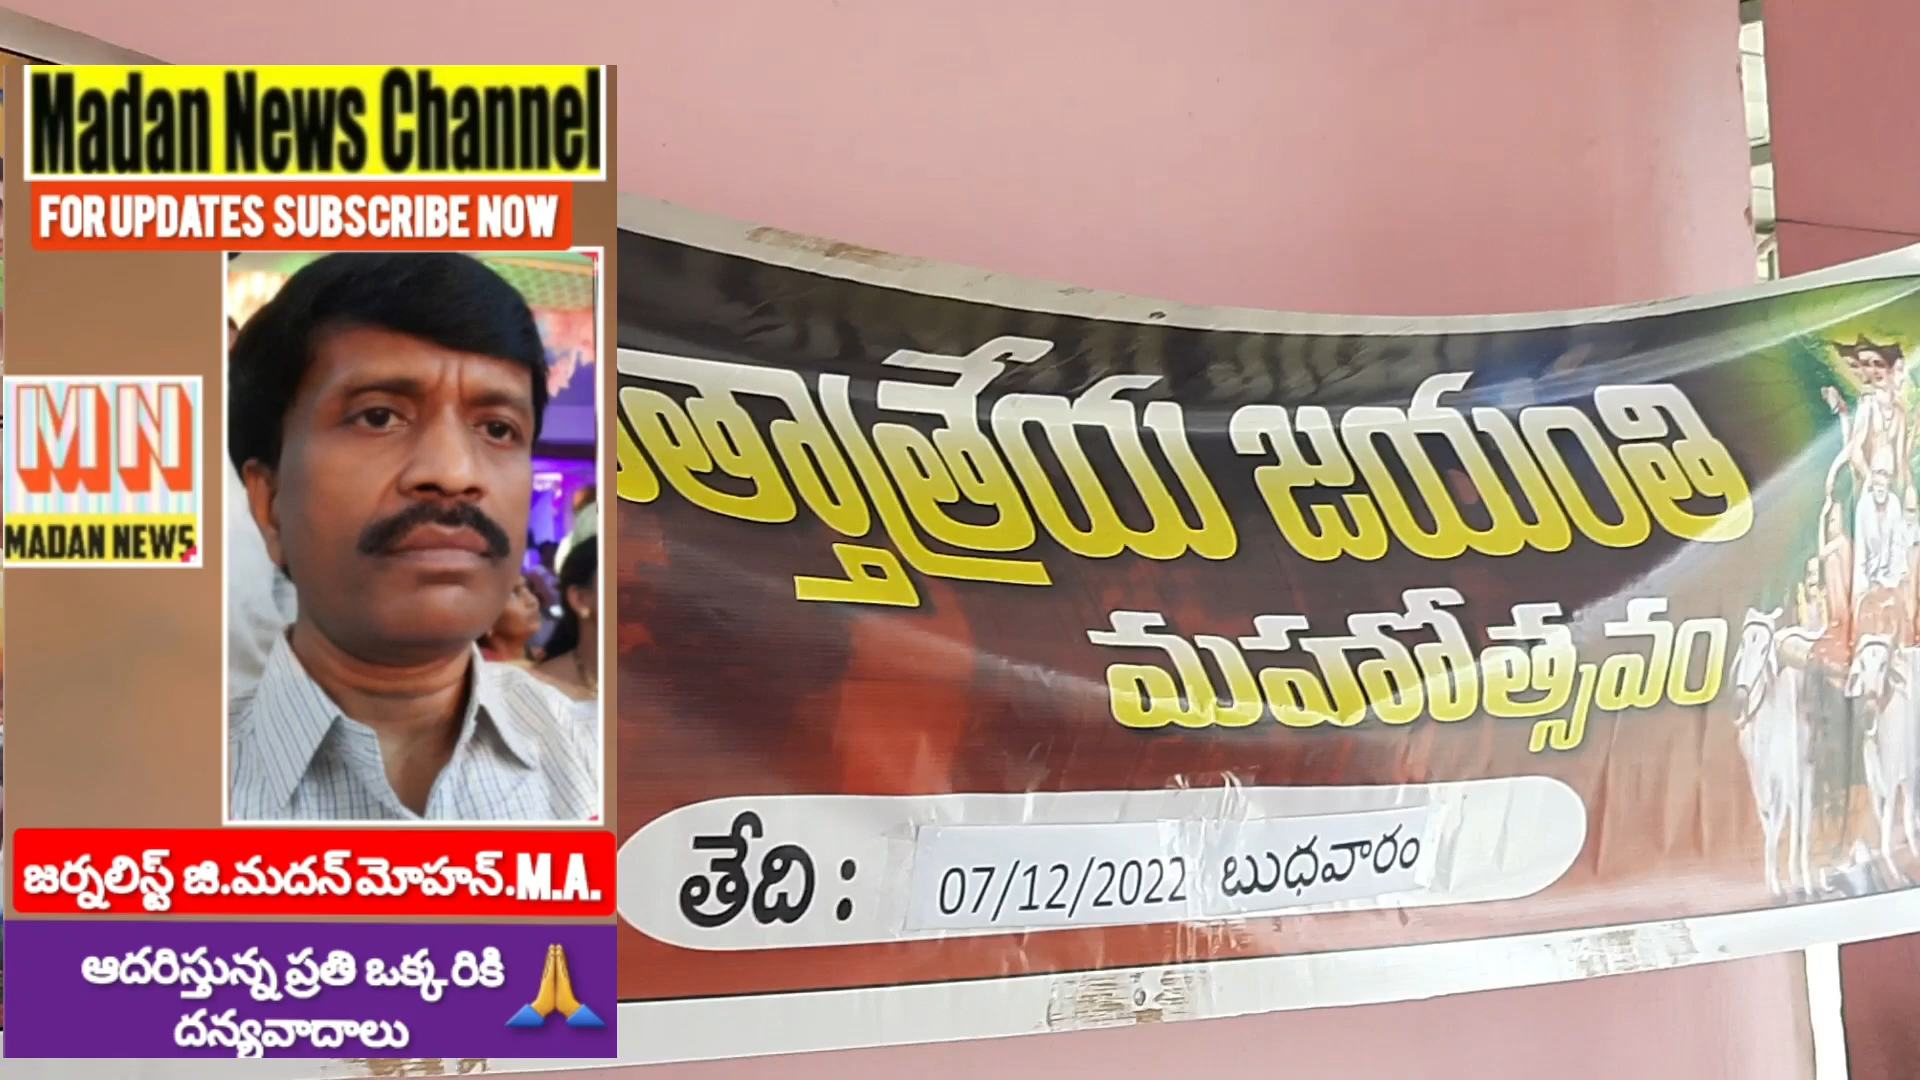 Madan News Channel
FOR UPDATES SUBSCRIBE NOW
MN
MADAN NEWS
జర్నలిస్ట్ జి.మదన్ మోహన్.M.A.
ఆదరిస్తున్న ప్రతి ఒక్కరికి
దన్యవాదాలు
జయంతి
మహోత్సవం
తేది : 07/12/2022 బుధవారం